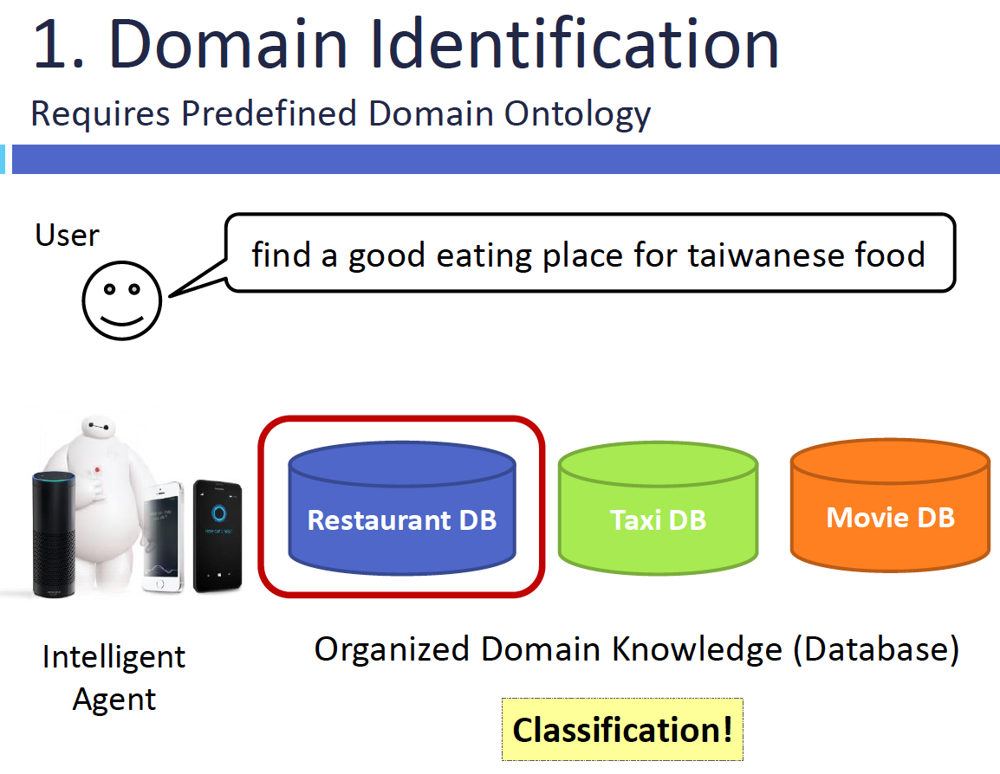 1. Domain Identification
Requires Predefined Domain Ontology
User
find a good eating place for taiwanese food
Restaurant DB
Taxi DB
Movie DB
Intelligent
Agent
Organized Domain Knowledge (Database)
Classification!